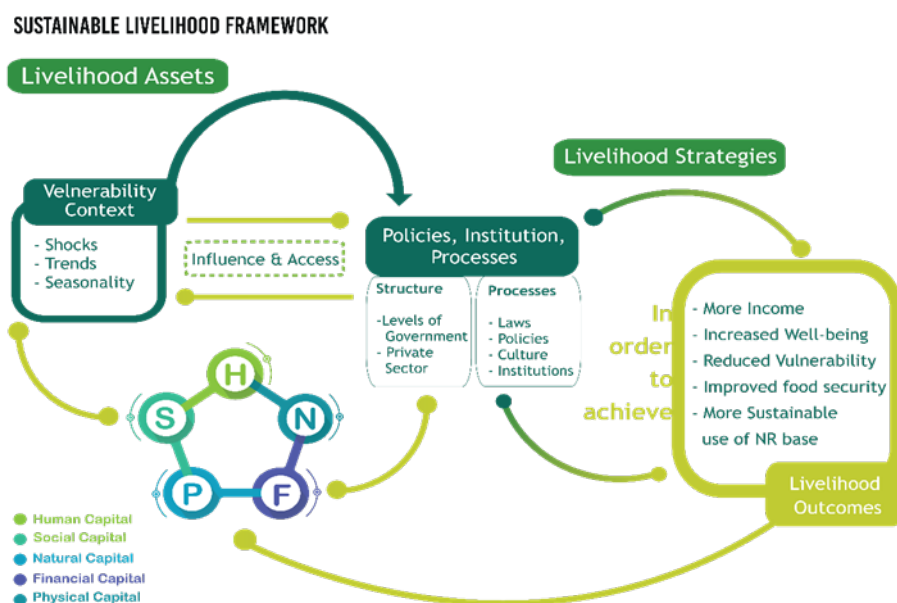 SUSTAINABLE LIVELIHOOD FRAMEWORK
Livelihood Assets
Livelihood Strategies
Velnerability
Context
- Shocks
- Trends
- Seasonality
Influence & Access
Policies, Institution,
Processes
Structure
-Levels of
Government
- Private
Sector
Processes
- Laws
- Policies
- Culture
- Institutions
In
order
to
achieve
- More Income
- Increased Well-being
- Reduced Vulnerability
- Improved food security
- More Sustainable
use of NR base
Livelihood
Outcomes
H
S
N
P
F
Human Capital
Social Capital
Natural Capital
Financial Capital
Physical Capital